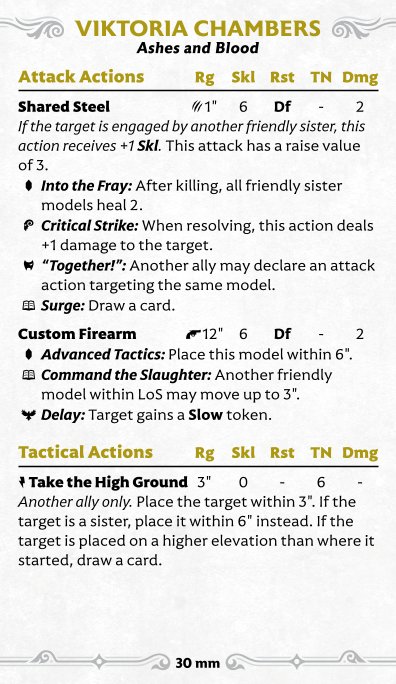 VIKTORIA CHAMBERS
Ashes and Blood
Attack Actions Rg Skl Rst TN Dmg
Shared Steel 1" 6 Df - 2
If the target is engaged by another friendly sister, this
action receives +1 Skl. This attack has a raise value
of 3.
Into the Fray: After killing, all friendly sister
models heal 2.
Critical Strike: When resolving, this action deals
+1 damage to the target.
“Together!”: Another ally may declare an attack
action targeting the same model.
Surge: Draw a card.
Custom Firearm 12" 6 Df - 2
Advanced Tactics: Place this model within 6".
Command the Slaughter: Another friendly
model within LoS may move up to 3".
Delay: Target gains a Slow token.
Tactical Actions Rg Skl Rst TN Dmg
Take the High Ground 3" 0 - 6 -
Another ally only. Place the target within 3". If the
target is a sister, place it within 6" instead. If the
target is placed on a higher elevation than where it
started, draw a card.
30 mm